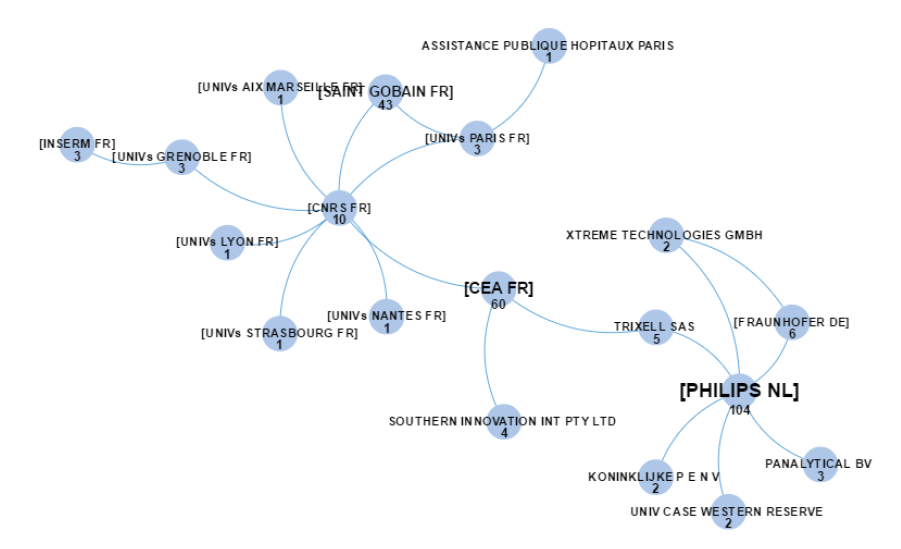 ASSISTANCE PUBLIQUE HOPITAUX PARIS
1
[UNIVs AIX MARSEILLE FR]
1
[SAINT GOBAIN FR]
43
[INSERM FR]
3
[UNIVs GRENOBLE FR]
3
[UNIVs PARIS FR]
3
[CNRS FR]
10
[UNIVs LYON FR]
1
XTREME TECHNOLOGIES GMBH
2
[CEA FR]
60
[UNIVs STRASBOURG FR]
1
[UNIVs NANTES FR]
1
TRIXELL SAS
5
[FRAUNHOFER DE]
6
[PHILIPS NL]
104
SOUTHERN INNOVATION INT PTY LTD
4
KONINKLIJKE P E N V
2
PANALYTICAL BV
3
UNIV CASE WESTERN RESERVE
2